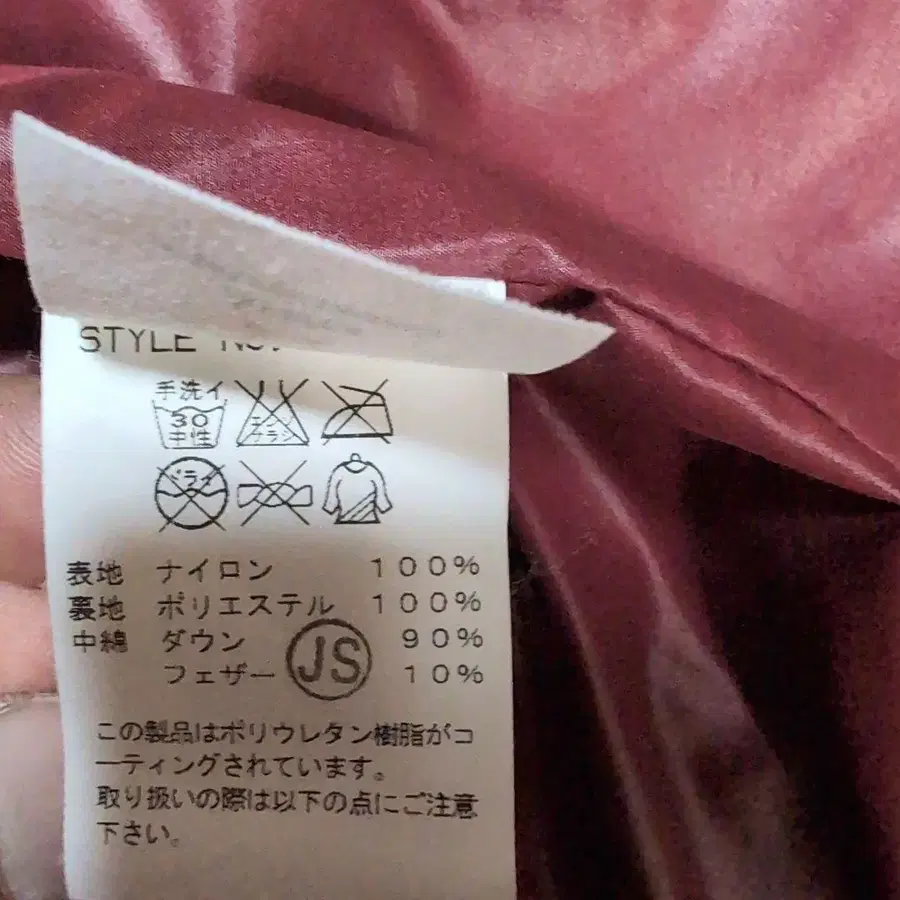 STYLE No.
手洗イ
30
中性
エンソ
サラシ
ドライ
表地 ナイロン 100%
裏地 ポリエステル 100%
中綿 ダウン 90%
フェザー 10%
JS
この製品はポリウレタン樹脂がコ
ーティングされています。
取り扱いの際は以下の点にご注意
下さい。